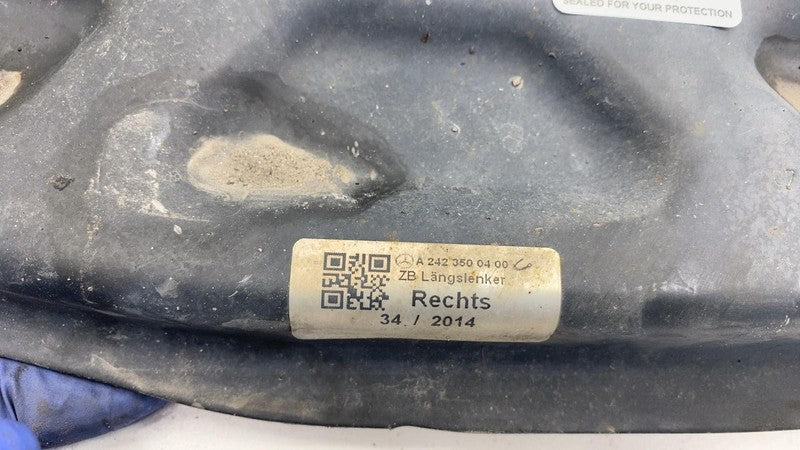 SEALED FOR YOUR PROTECTION
A 242 350 04 00
ZB Längslenker
Rechts
34 / 2014